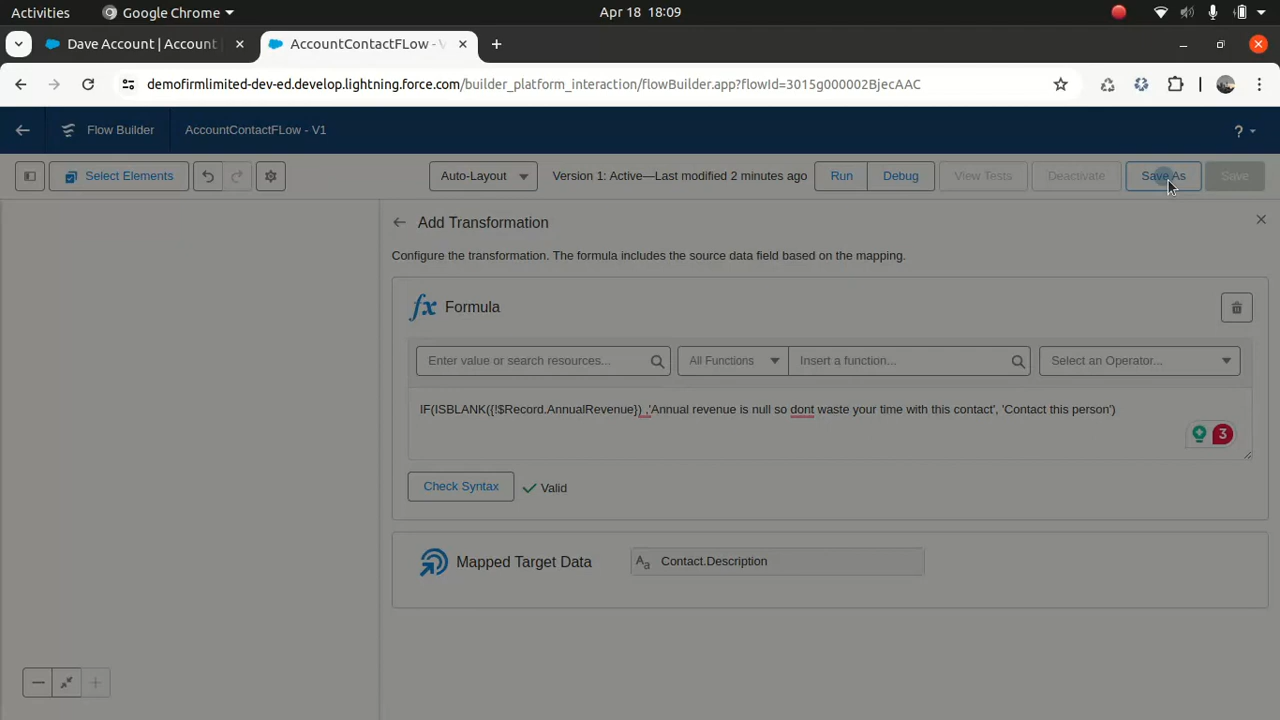 Activities
Google Chrome
Apr 18 18:09
Dave Account | Account
AccountContactFLow - V
demofirmlimited-dev-ed.develop.lightning.force.com/builder_platform_interaction/flowBuilder.app?flowId=3015g000002BjecAAC
Flow Builder
AccountContactFLow - V1
?
Select Elements
Auto-Layout
Version 1: Active—Last modified 2 minutes ago
Run
Debug
View Tests
Deactivate
Save As
Save
Add Transformation
Configure the transformation. The formula includes the source data field based on the mapping.
fx Formula
Enter value or search resources...
All Functions
Insert a function...
Select an Operator...
IF(ISBLANK({!$Record.AnnualRevenue}) ,'Annual revenue is null so dont waste your time with this contact', 'Contact this person')
3
Check Syntax
Valid
Mapped Target Data
Aa Contact.Description